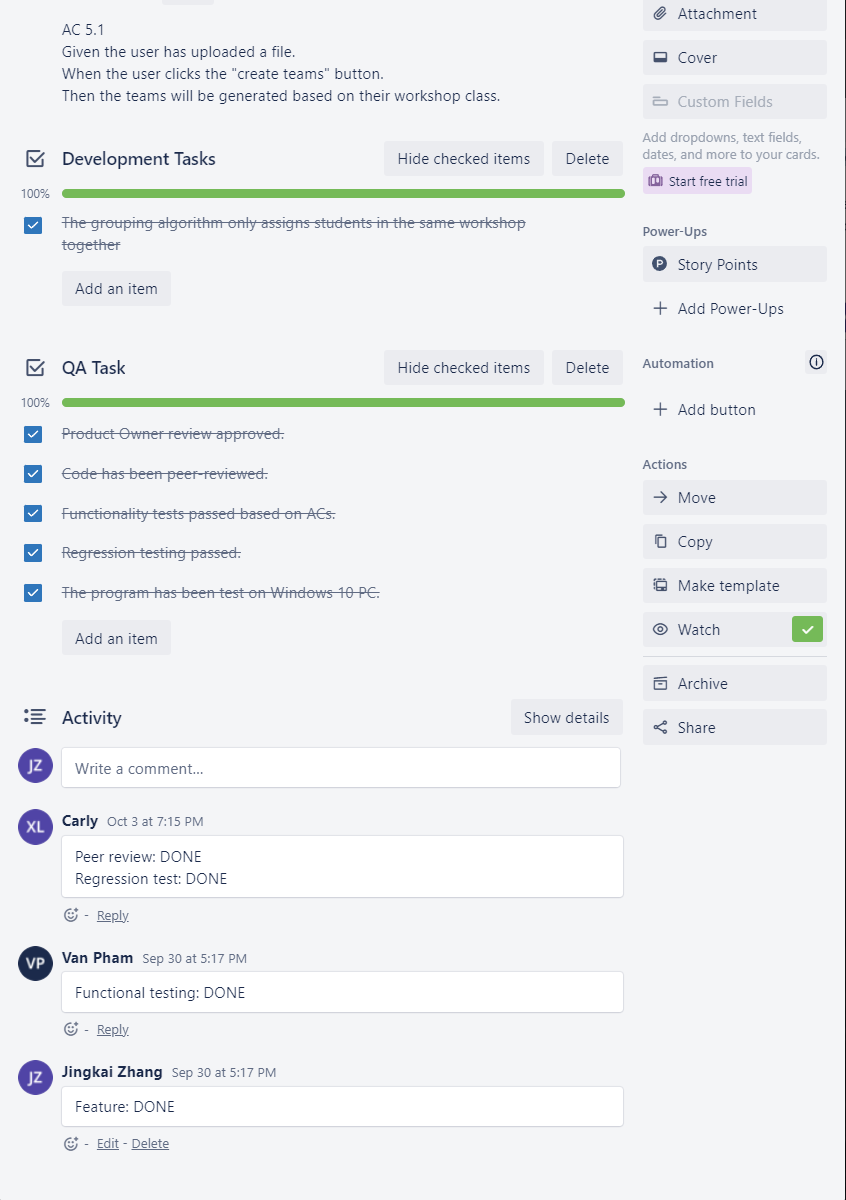 AC 5.1
Given the user has uploaded a file.
When the user clicks the "create teams" button.
Then the teams will be generated based on their workshop class.
Development Tasks
Hide checked items
Delete
100%
The grouping algorithm only assigns students in the same workshop
together
Add an item
QA Task
Hide checked items
Delete
100%
Product Owner review approved.
Code has been peer-reviewed.
Functionality tests passed based on ACs.
Regression testing passed.
The program has been test on Windows 10 PC.
Add an item
Activity
Show details
JZ
Write a comment...
XL
Carly Oct 3 at 7:15 PM
Peer review: DONE
Regression test: DONE
- Reply
VP
Van Pham Sep 30 at 5:17 PM
Functional testing: DONE
- Reply
JZ
Jingkai Zhang Sep 30 at 5:17 PM
Feature: DONE
- Edit - Delete
Attachment
Cover
Custom Fields
Add dropdowns, text fields,
dates, and more to your cards.
Start free trial
Power-Ups
P Story Points
Add Power-Ups
Automation
Add button
Actions
Move
Copy
Make template
Watch
Archive
Share